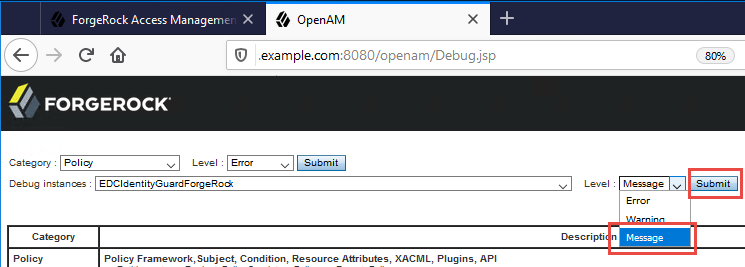 ForgeRock Access Management
OpenAM
.example.com:8080/openam/Debug.jsp
80%
FORGEROCK
Category : Policy Level : Error Submit
Debug instances : EDCIdentityGuardForgeRock Level : Message Submit
Error
Warning
Message
Category Description
Policy Policy Framework,Subject, Condition, Resource Attributes, XACML, Plugins, API